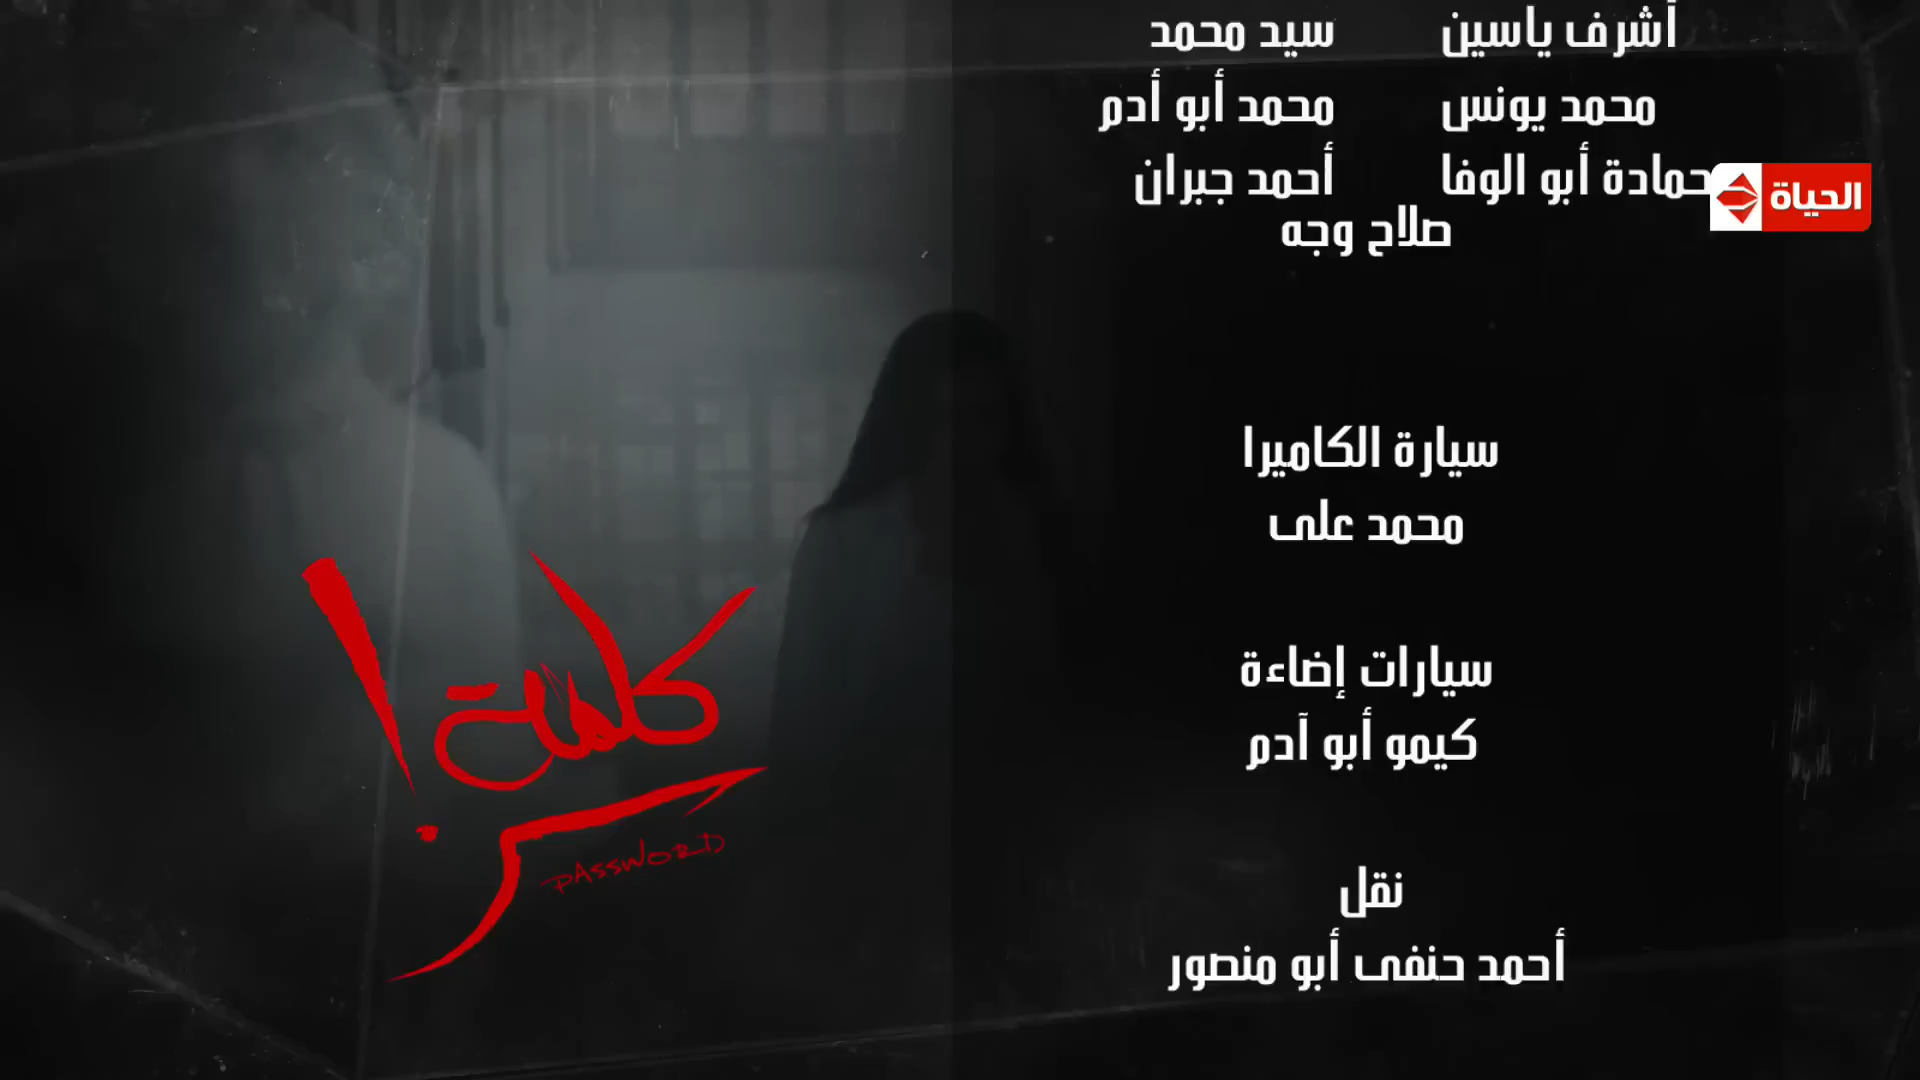 أشرف ياسين سيد محمد
محمد يونس محمد أبو أدم
حمادة أبو الوفا أحمد جبران
صلاح وجه
الحياة
سيارة الكاميرا
محمد على
سيارات إضاءة
كيمو أبو آدم
نقل
أحمد حنفى أبو منصور
كلمة
سر
PASSWORD